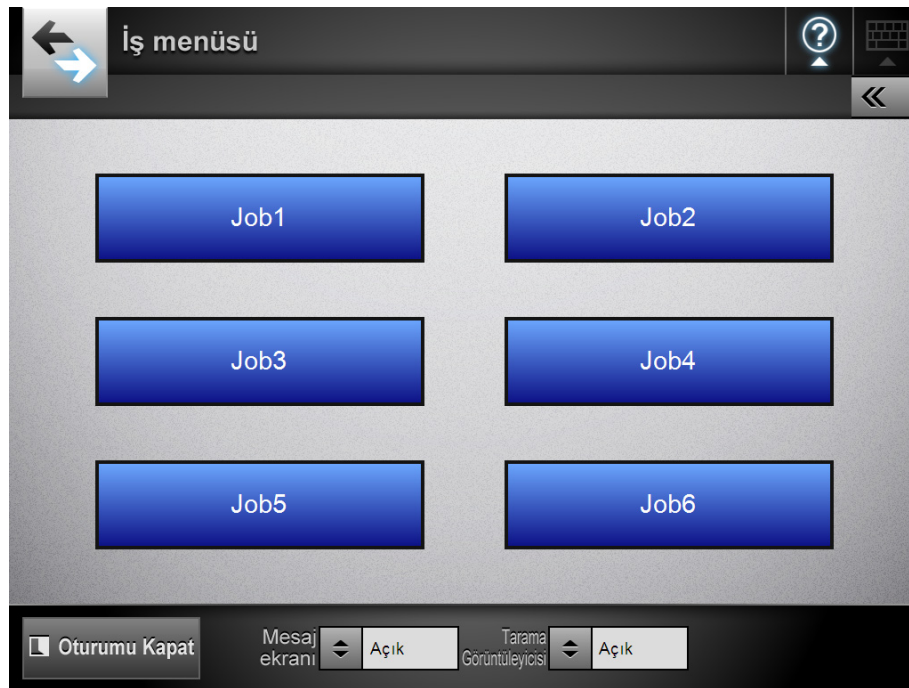 İş menüsü
Job1
Job2
Job3
Job4
Job5
Job6
Oturumu Kapat
Mesaj
ekranı
Açık
Tarama
Görüntüleyicisi
Açık